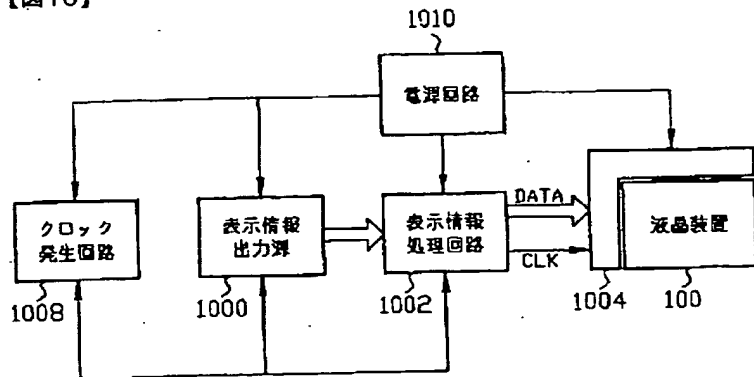 1010
電源回路
クロック
発生回路
1008
表示情報
出力源
1000
表示情報
処理回路
1002
DATA
CLK
1004
液晶装置
100